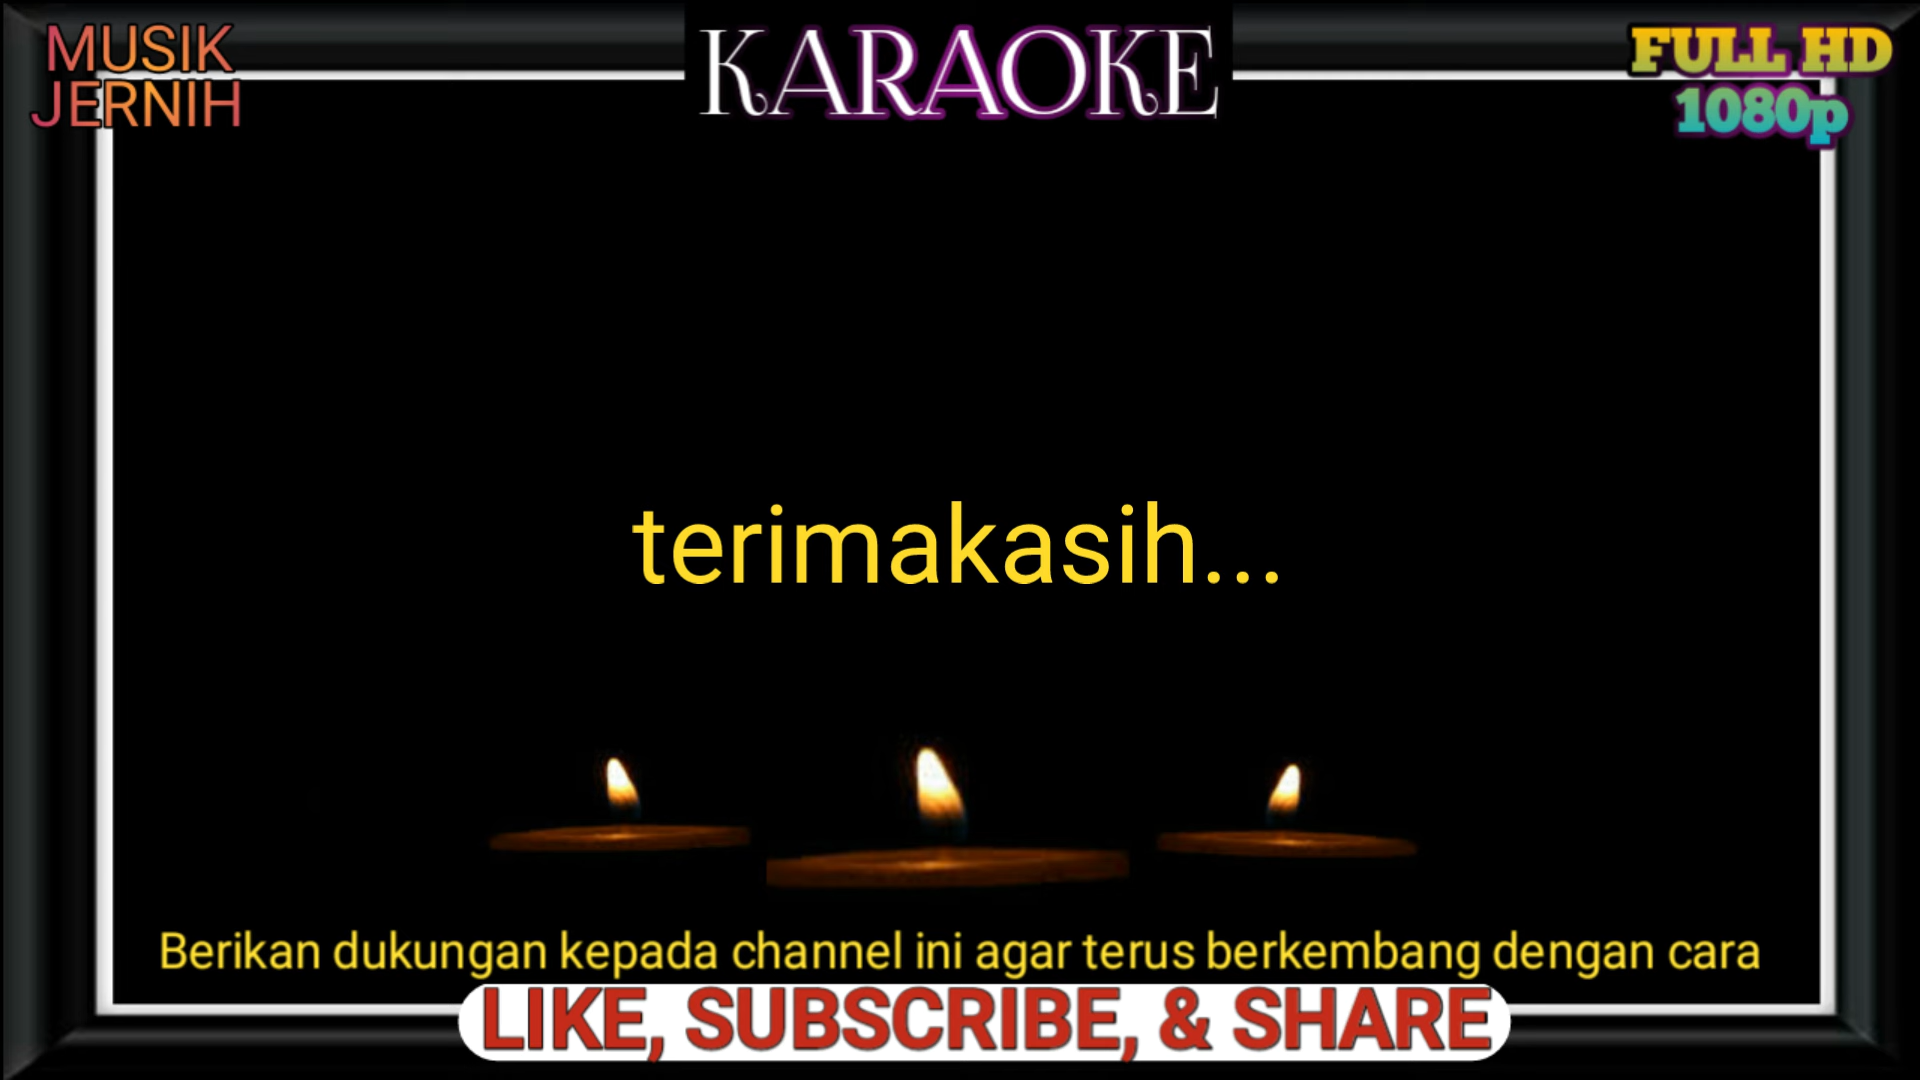 MUSIK
JERNIH
KARAOKE
FULL HD
1080p
terimakasih...
Berikan dukungan kepada channel ini agar terus berkembang dengan cara
LIKE, SUBSCRIBE, & SHARE